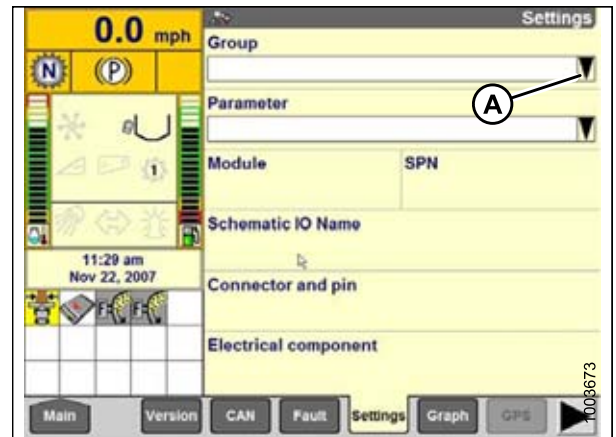 0.0 mph
N
(P)
1
11:29 am
Nov 22, 2007
F
F
Settings
Group
A
Parameter
Module
SPN
Schematic IO Name
Connector and pin
Electrical component
Main
Version
CAN
Fault
Settings
Graph
GPS
1003673